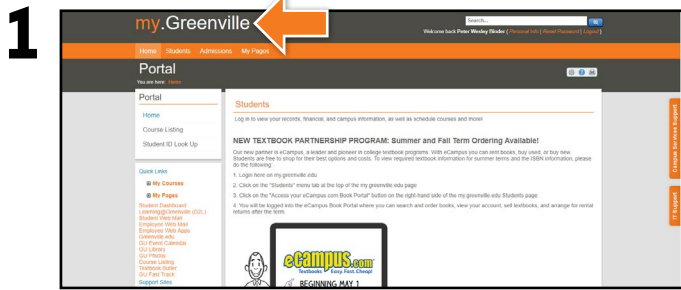 1
my.Greenville
Search...
Welcome back Peter Wesley Binder ( Personal Info | Reset Password | Logout )
Home Students Admissions My Pages
Portal
You are here: Home
Portal
Home
Course Listing
Student ID Look Up
Quick Links
My Courses
My Pages
Student Dashboard
Learning@Greenville (D2L)
Student Web Mail
Employee Web Mail
Employee Web Apps
Greenville.edu
GU Event Calendar
GU Library
GU Photos
Course Listing
Textbook Butler
GU Fast Track
Support Sites
Students
Log in to view your records, financial, and campus information, as well as schedule courses and more!
NEW TEXTBOOK PARTNERSHIP PROGRAM: Summer and Fall Term Ordering Available!
Our new partner is eCampus, a leader and pioneer in college textbook programs. With eCampus you can rent books, buy used, or buy new.
Students are free to shop for their best options and costs. To view required textbook information for summer terms and the ISBN information, please
do the following:
1. Login here on my.greenville.edu
2. Click on the "Students" menu tab at the top of the my.greenville.edu page
3. Click on the "Access your eCampus.com Book Portal" button on the right-hand side of the my.greenville.edu Students page
4. You will be logged into the eCampus Book Portal where you can search and order books, view your account, sell textbooks, and arrange for rental
returns after the term.
eCampus.com
Textbooks Easy. Fast. Cheap!
BEGINNING MAY 1
Campus Services Support
IT Support